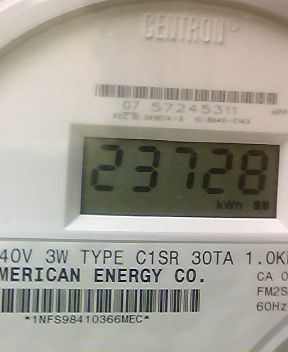 CENTRON®
07 57245311
23728
kWh
40V 3W TYPE C1SR 30TA 1.0K
MERICAN ENERGY CO.
CA 0
FM2S
60Hz
*1NFS98410366MEC*